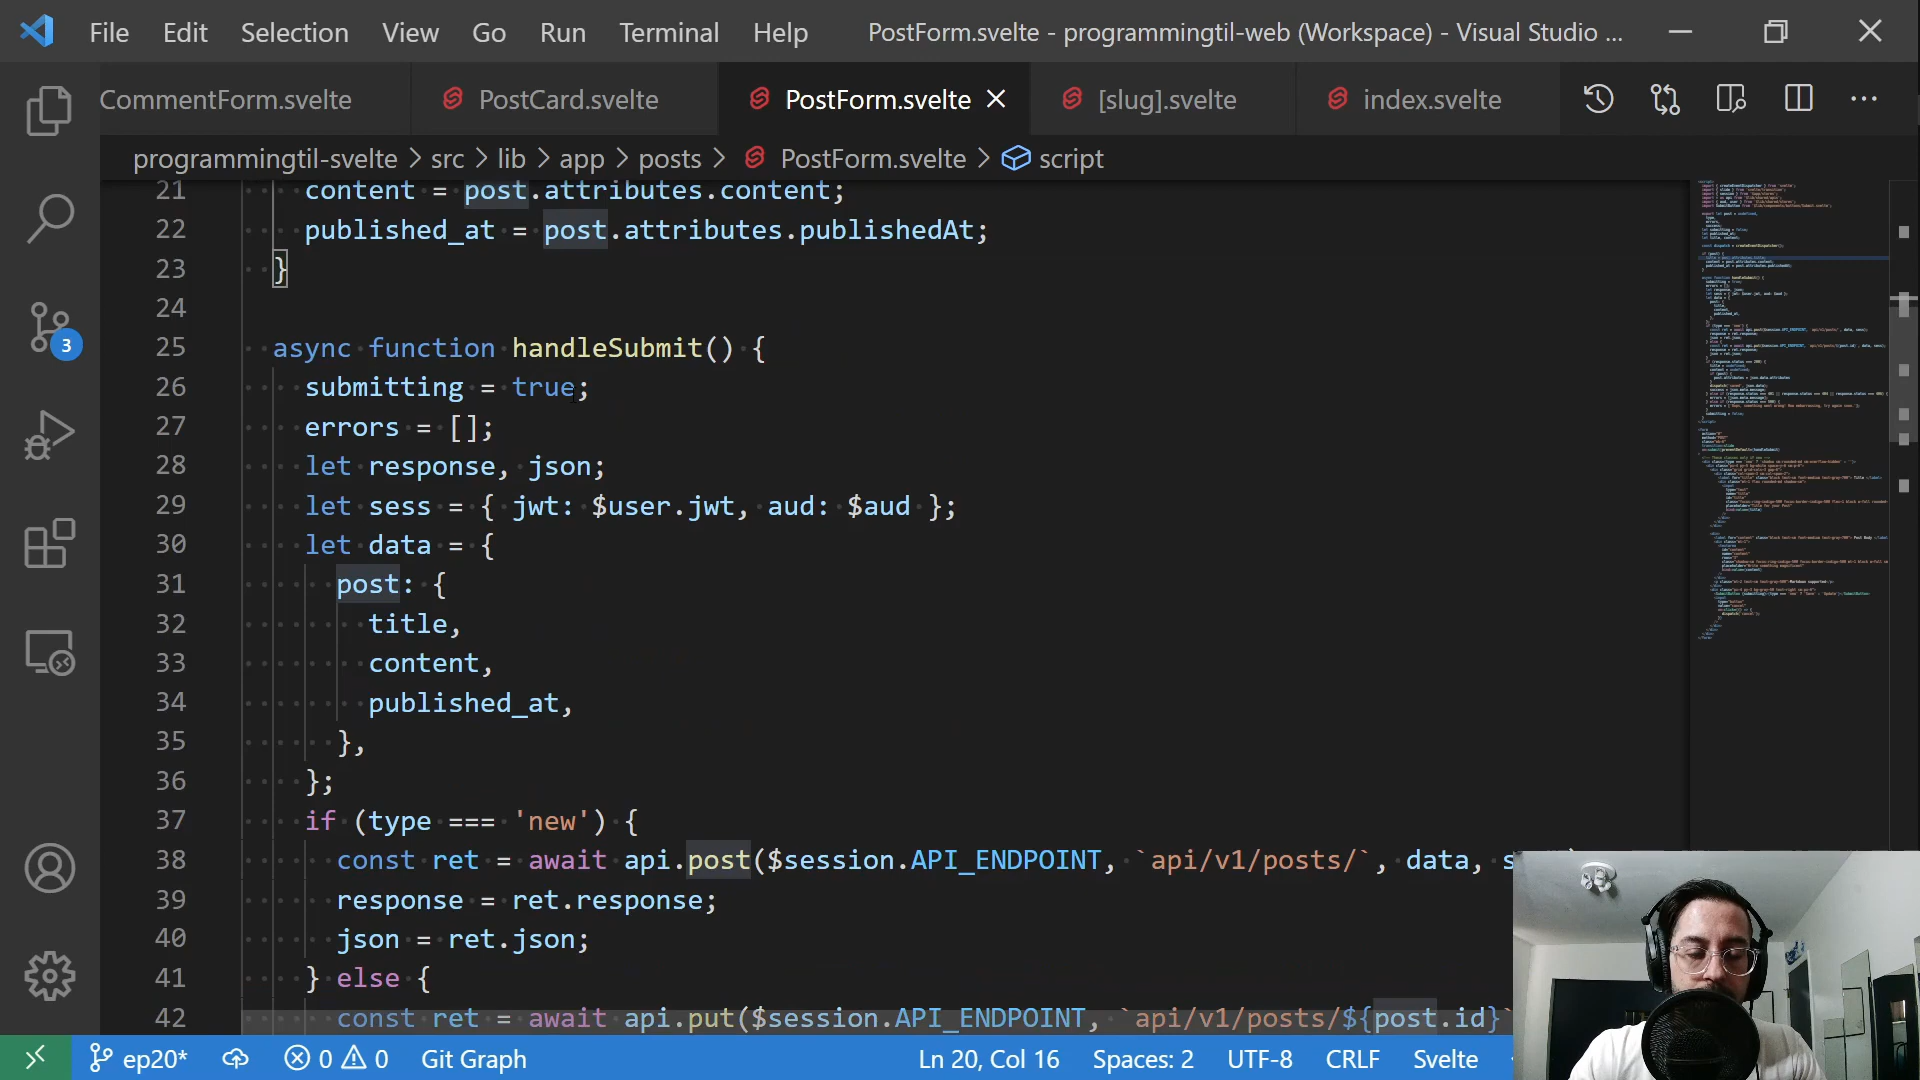 File Edit Selection View Go Run Terminal Help PostForm.svelte - programmingtil-web (Workspace) - Visual Studio ...
CommentForm.svelte PostCard.svelte PostForm.svelte [slug].svelte index.svelte
programmingtil-svelte > src > lib > app > posts > PostForm.svelte > script
21 content = post.attributes.content;
22 published_at = post.attributes.publishedAt;
23 }
24
25 async function handleSubmit() {
26 submitting = true;
27 errors = [];
28 let response, json;
29 let sess = { jwt: $user.jwt, aud: $aud };
30 let data = {
31 post: {
32 title,
33 content,
34 published_at,
35 },
36 };
37 if (type === 'new') {
38 const ret = await api.post($session.API_ENDPOINT, `api/v1/posts/`, data,
39 response = ret.response;
40 json = ret.json;
41 } else {
42 const ret = await api.put($session.API_ENDPOINT, `api/v1/posts/${post.id}`
3
ep20* 0 0 Git Graph Ln 20, Col 16 Spaces: 2 UTF-8 CRLF Svelte